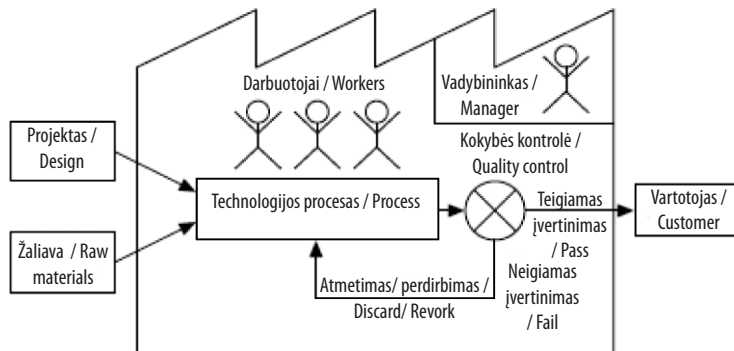 Darbuotojai / Workers
Vadybininkas /
Manager
Projektas /
Design
Kokybės kontrolė /
Quality control
Technologijos procesas / Process
Teigiamas
įvertinimas
/ Pass
Vartotojas /
Customer
Žaliava / Raw
materials
Atmetimas/ perdirbimas /
Discard/ Revork
Neigiamas
įvertinimas
/ Fail